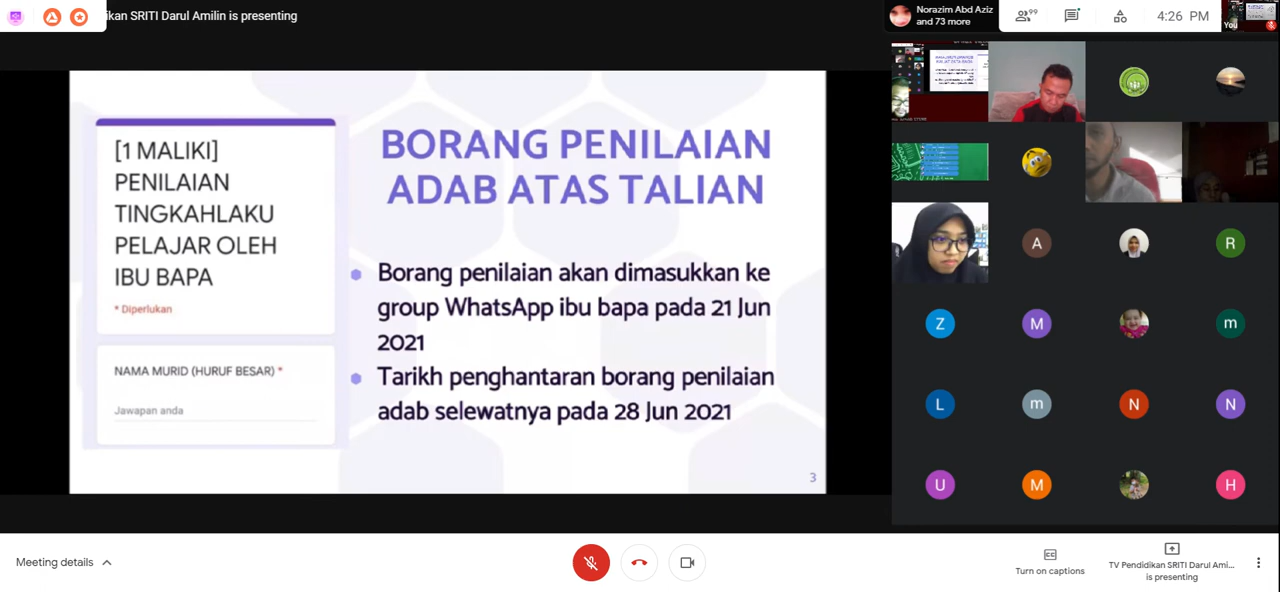 ikan SRITI Darul Amilin is presenting
Norazim Abd Aziz
and 73 more
99
4:26 PM
You
[1 MALIKI]
PENILAIAN
TINGKAHLAKU
PELAJAR OLEH
IBU BAPA
* Diperlukan
NAMA MURID (HURUF BESAR) *
Jawapan anda
BORANG PENILAIAN
ADAB ATAS TALIAN
Borang penilaian akan dimasukkan ke
group WhatsApp ibu bapa pada 21 Jun
2021
Tarikh penghantaran borang penilaian
adab selewatnya pada 28 Jun 2021
3
A
R
Z
M
m
L
m
N
N
U
M
H
Meeting details
Turn on captions
TV Pendidikan SRITI Darul Ami...
is presenting